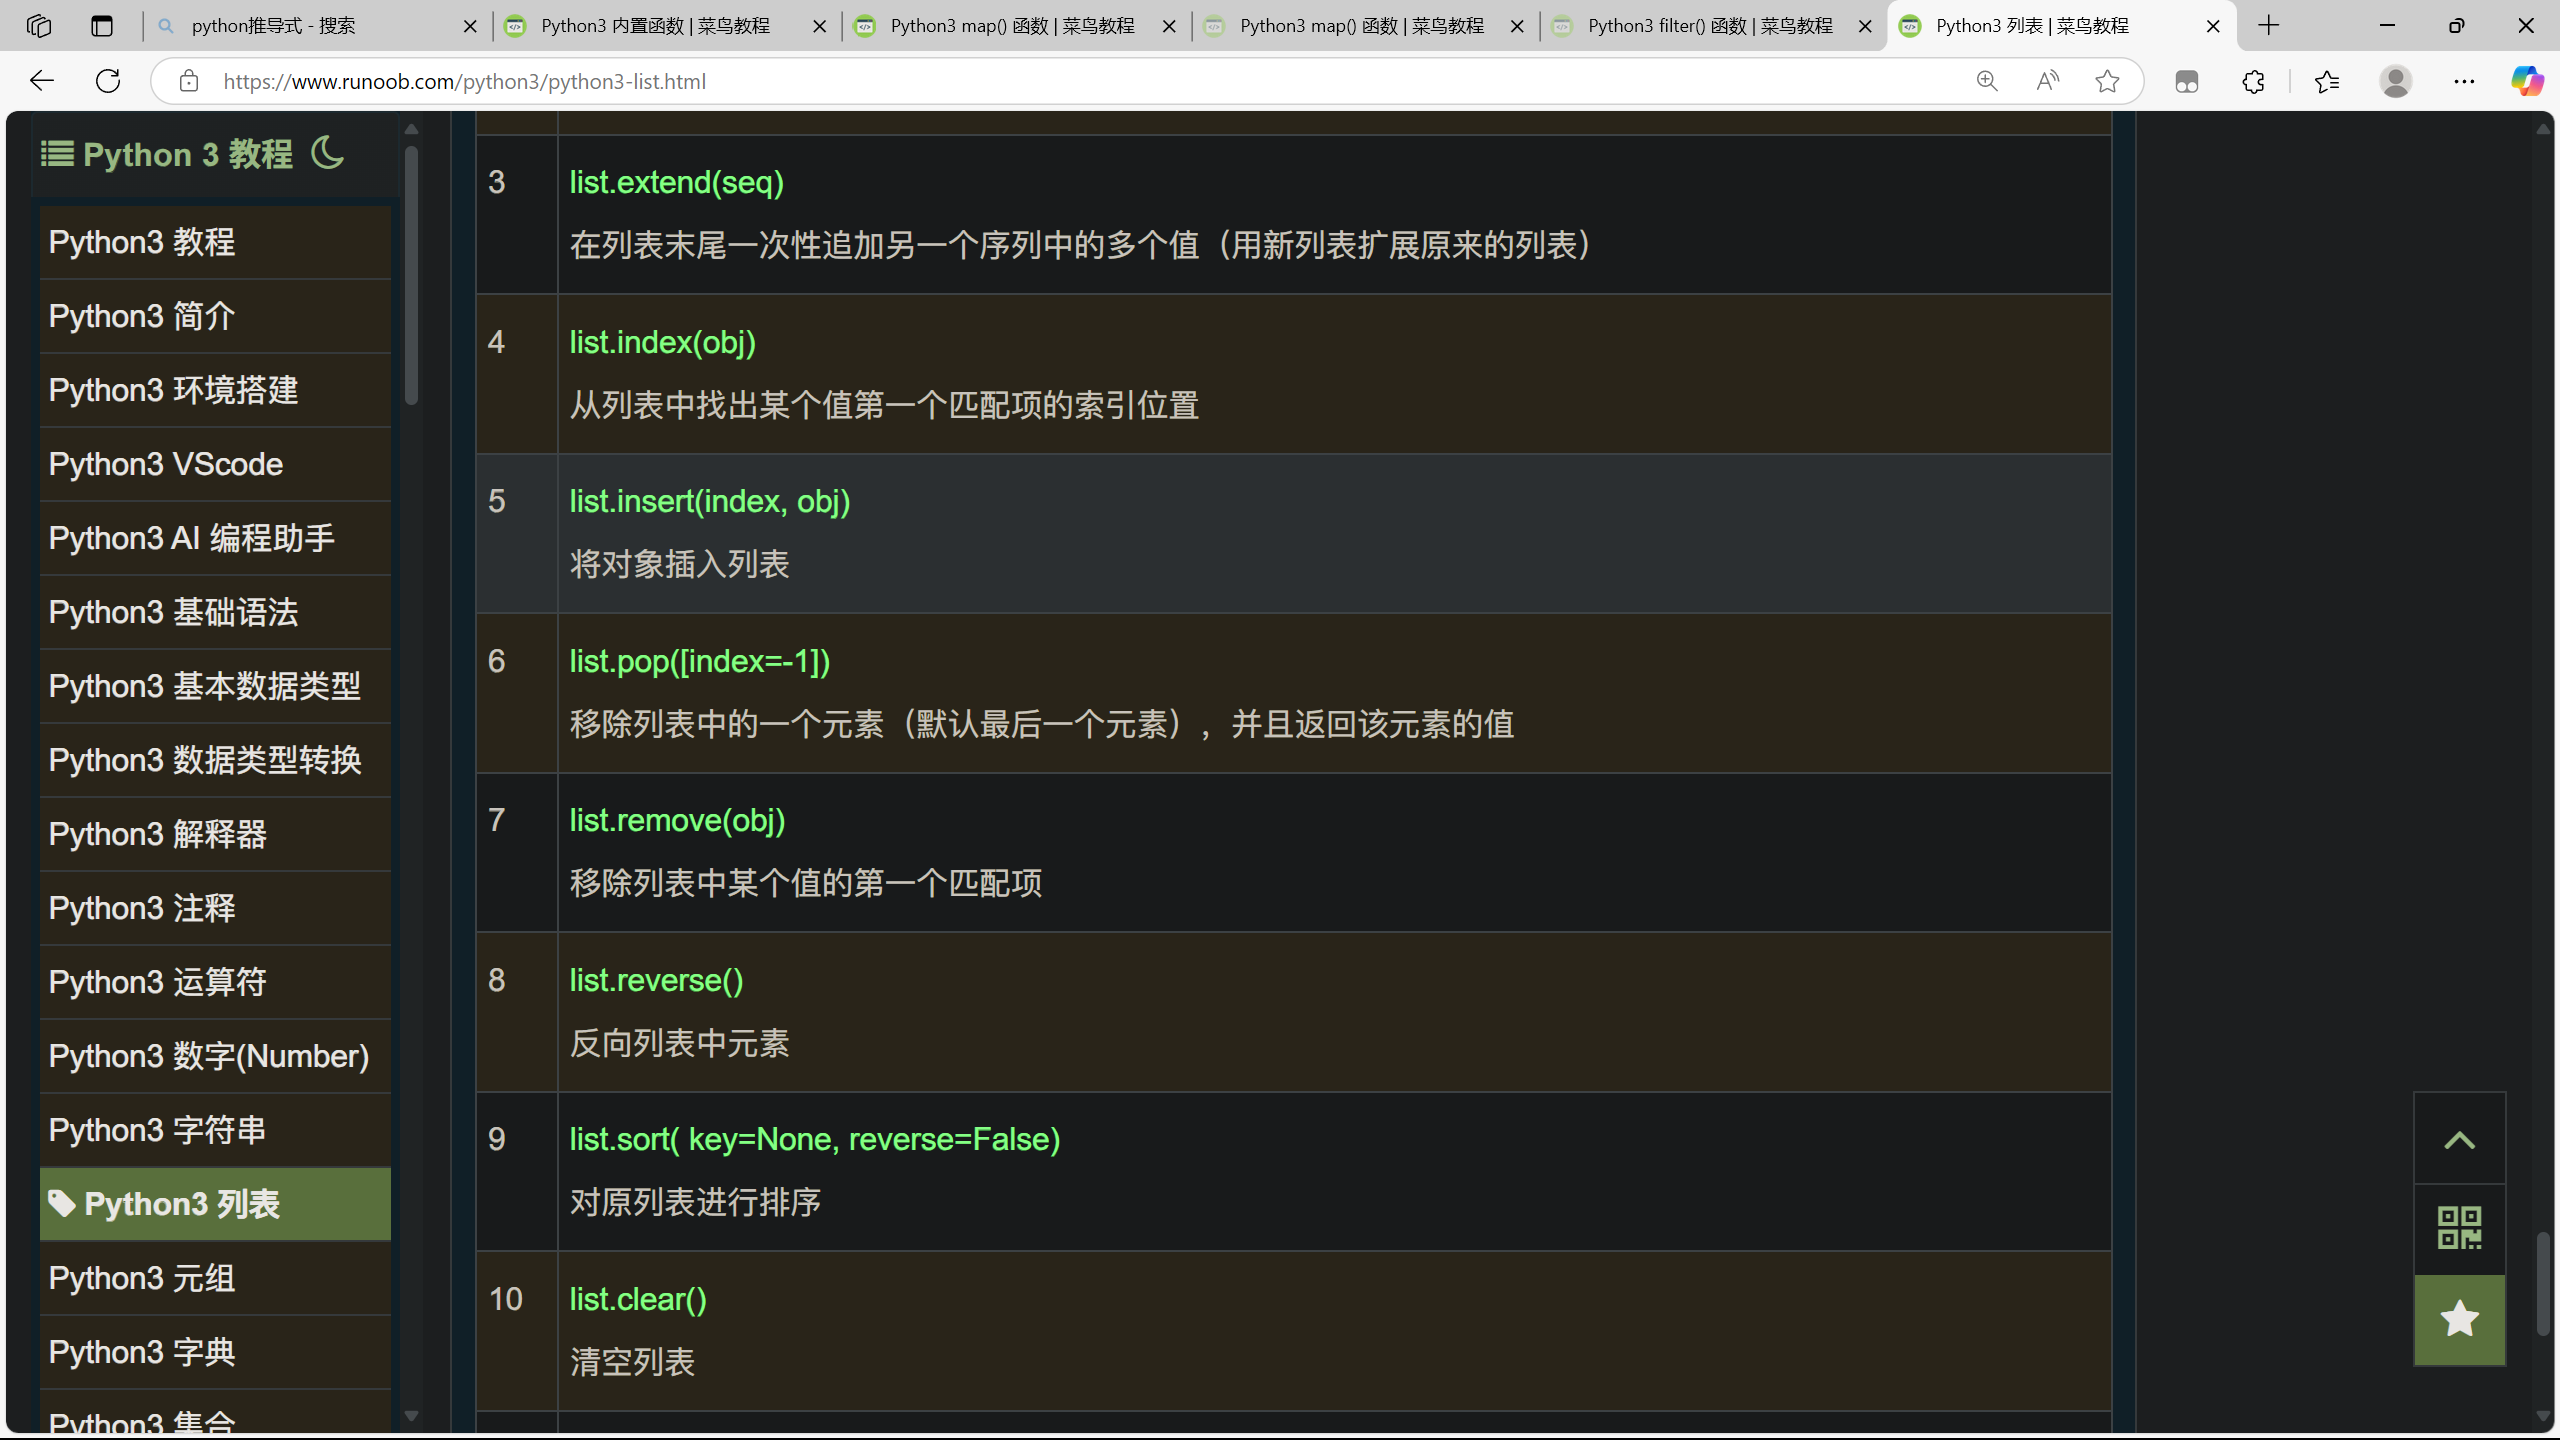 python推导式 - 搜索
Python3 内置函数 | 菜鸟教程
Python3 map() 函数 | 菜鸟教程
Python3 map() 函数 | 菜鸟教程
Python3 filter() 函数 | 菜鸟教程
Python3 列表 | 菜鸟教程
https://www.runoob.com/python3/python3-list.html
Python 3 教程
Python3 教程
Python3 简介
Python3 环境搭建
Python3 VScode
Python3 AI 编程助手
Python3 基础语法
Python3 基本数据类型
Python3 数据类型转换
Python3 解释器
Python3 注释
Python3 运算符
Python3 数字(Number)
Python3 字符串
Python3 列表
Python3 元组
Python3 字典
Python3 集合
3 list.extend(seq)
在列表末尾一次性追加另一个序列中的多个值（用新列表扩展原来的列表）
4 list.index(obj)
从列表中找出某个值第一个匹配项的索引位置
5 list.insert(index, obj)
将对象插入列表
6 list.pop([index=-1])
移除列表中的一个元素（默认最后一个元素），并且返回该元素的值
7 list.remove(obj)
移除列表中某个值的第一个匹配项
8 list.reverse()
反向列表中元素
9 list.sort( key=None, reverse=False)
对原列表进行排序
10 list.clear()
清空列表